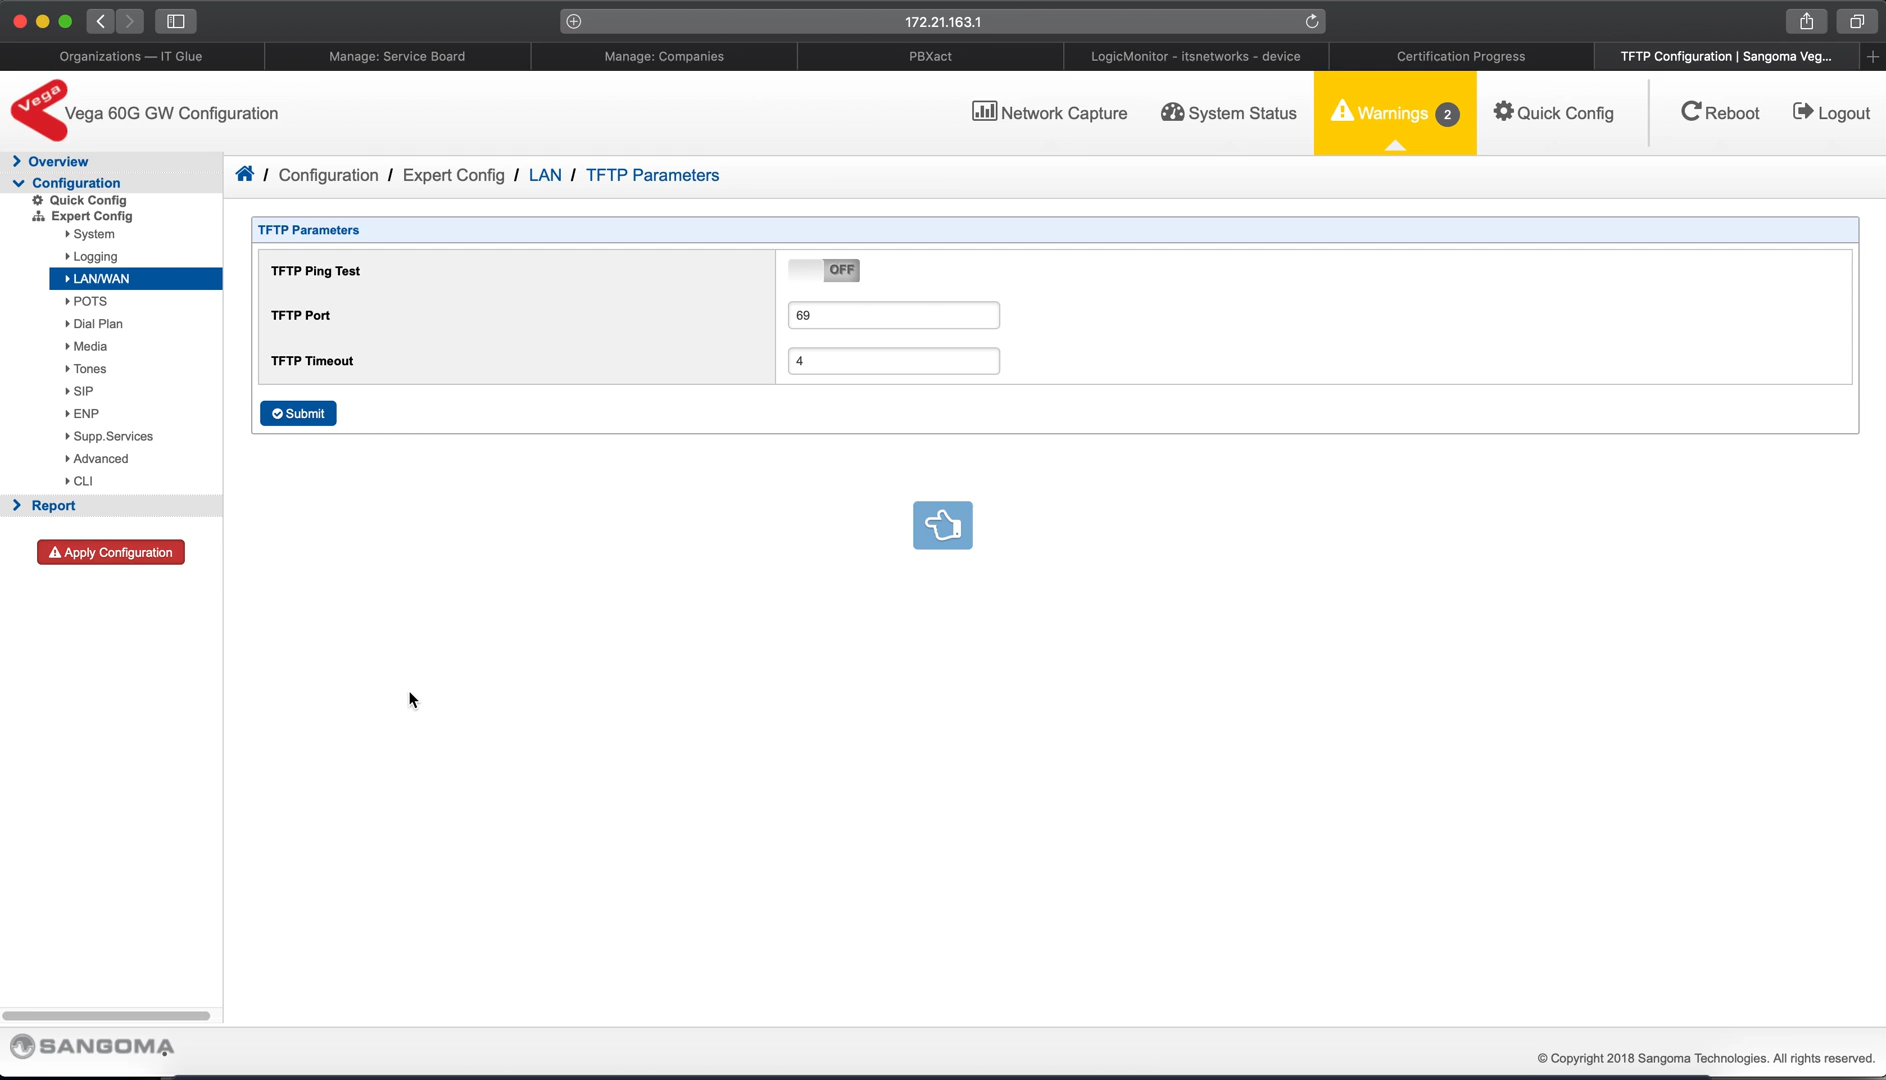 172.21.163.1
Organizations — IT Glue
Manage: Service Board
Manage: Companies
PBXact
LogicMonitor - itsnetworks - device
Certification Progress
TFTP Configuration | Sangoma Veg...
Vega
Vega 60G GW Configuration
Network Capture
System Status
Warnings 2
Quick Config
Reboot
Logout
Overview
Configuration
Quick Config
Expert Config
System
Logging
LAN/WAN
POTS
Dial Plan
Media
Tones
SIP
ENP
Supp.Services
Advanced
CLI
Report
Apply Configuration
/ Configuration / Expert Config / LAN / TFTP Parameters
TFTP Parameters
TFTP Ping Test
OFF
TFTP Port
69
TFTP Timeout
4
Submit
SANGOMA
© Copyright 2018 Sangoma Technologies. All rights reserved.